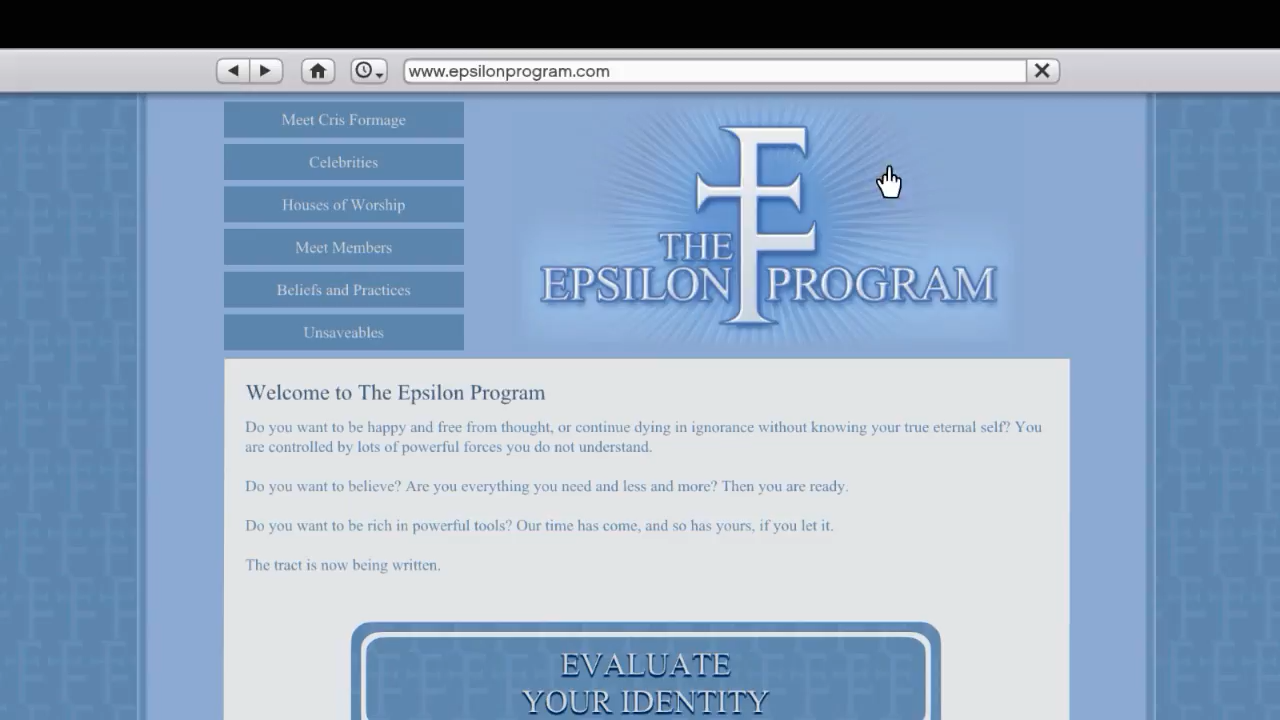 www.epsilonprogram.com
Meet Cris Formage
Celebrities
Houses of Worship
Meet Members
Beliefs and Practices
Unsaveables
THE
EPSILON PROGRAM
Welcome to The Epsilon Program
Do you want to be happy and free from thought, or continue dying in ignorance without knowing your true eternal self? You
are controlled by lots of powerful forces you do not understand.
Do you want to believe? Are you everything you need and less and more? Then you are ready.
Do you want to be rich in powerful tools? Our time has come, and so has yours, if you let it.
The tract is now being written.
EVALUATE
YOUR IDENTITY